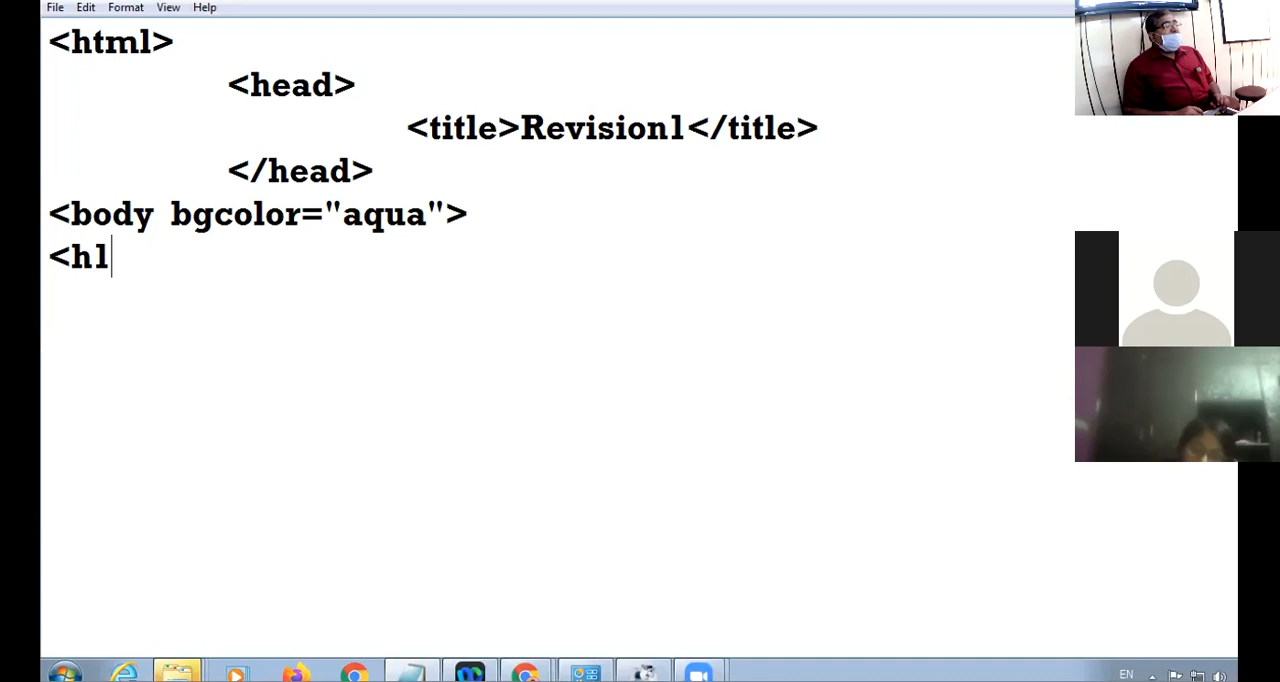 File Edit Format View Help
<html>
<head>
<title>Revision1</title>
</head>
<body bgcolor="aqua">
<h1
EN